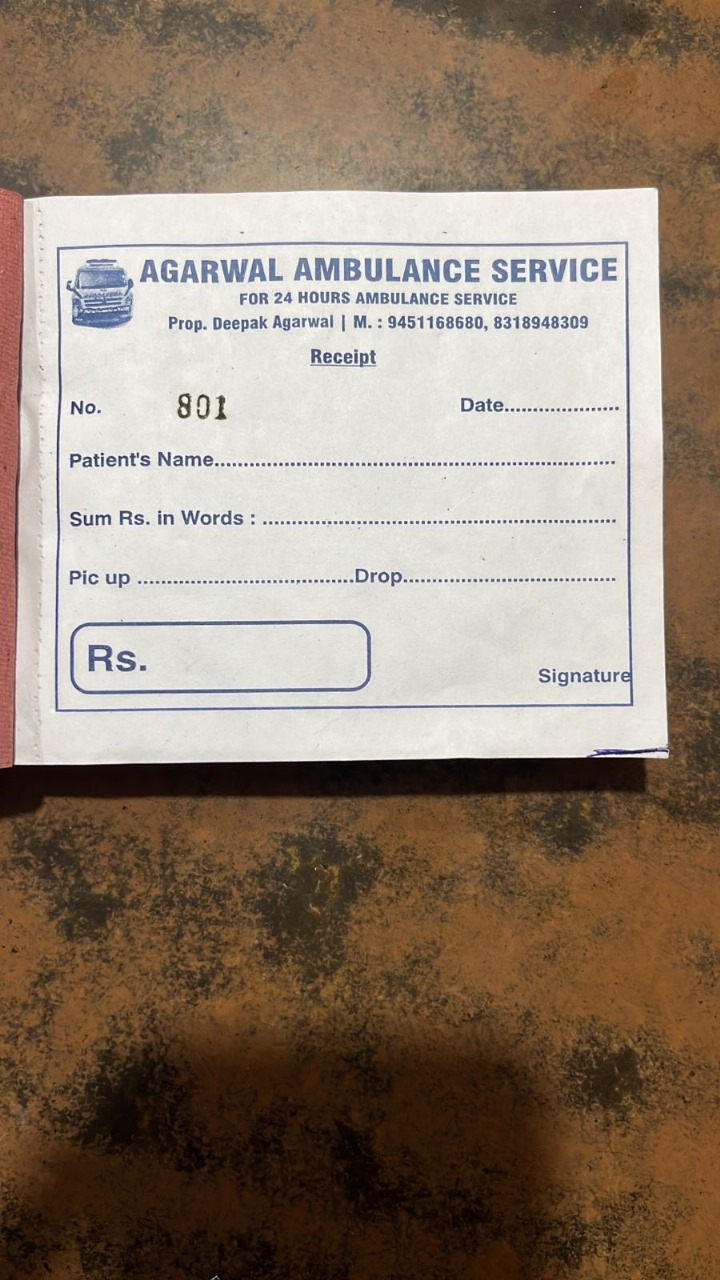 AGARWAL AMBULANCE SERVICE
FOR 24 HOURS AMBULANCE SERVICE
Prop. Deepak Agarwal | M. : 9451168680, 8318948309
Receipt
No. 801 Date....................
Patient's Name.....................................................................
Sum Rs. in Words : .............................................................
Pic up .....................................Drop....................................
Rs.
Signature